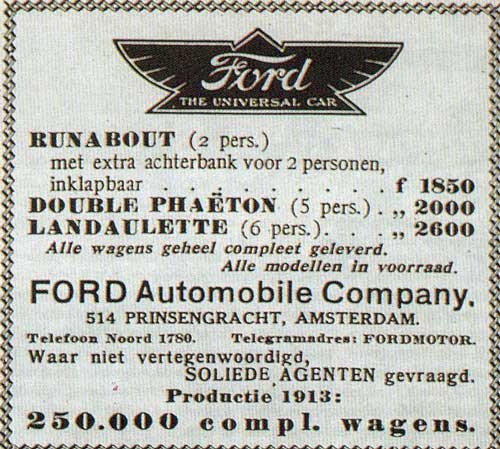 Ford
THE UNIVERSAL CAR
RUNABOUT (2 pers.)
met extra achterbank voor 2 personen,
inklapbaar . . . . . . . . . f 1850
DOUBLE PHAËTON (5 pers.) . „ 2000
LANDAULETTE (6 pers.) . . . „ 2600
Alle wagens geheel compleet geleverd.
Alle modellen in voorraad.
FORD Automobile Company.
514 PRINSENGRACHT, AMSTERDAM.
Telefoon Noord 1780. Telegramadres: FORDMOTOR.
Waar niet vertegenwoordigd,
SOLIEDE AGENTEN gevraagd.
Productie 1913:
250.000 compl. wagens.